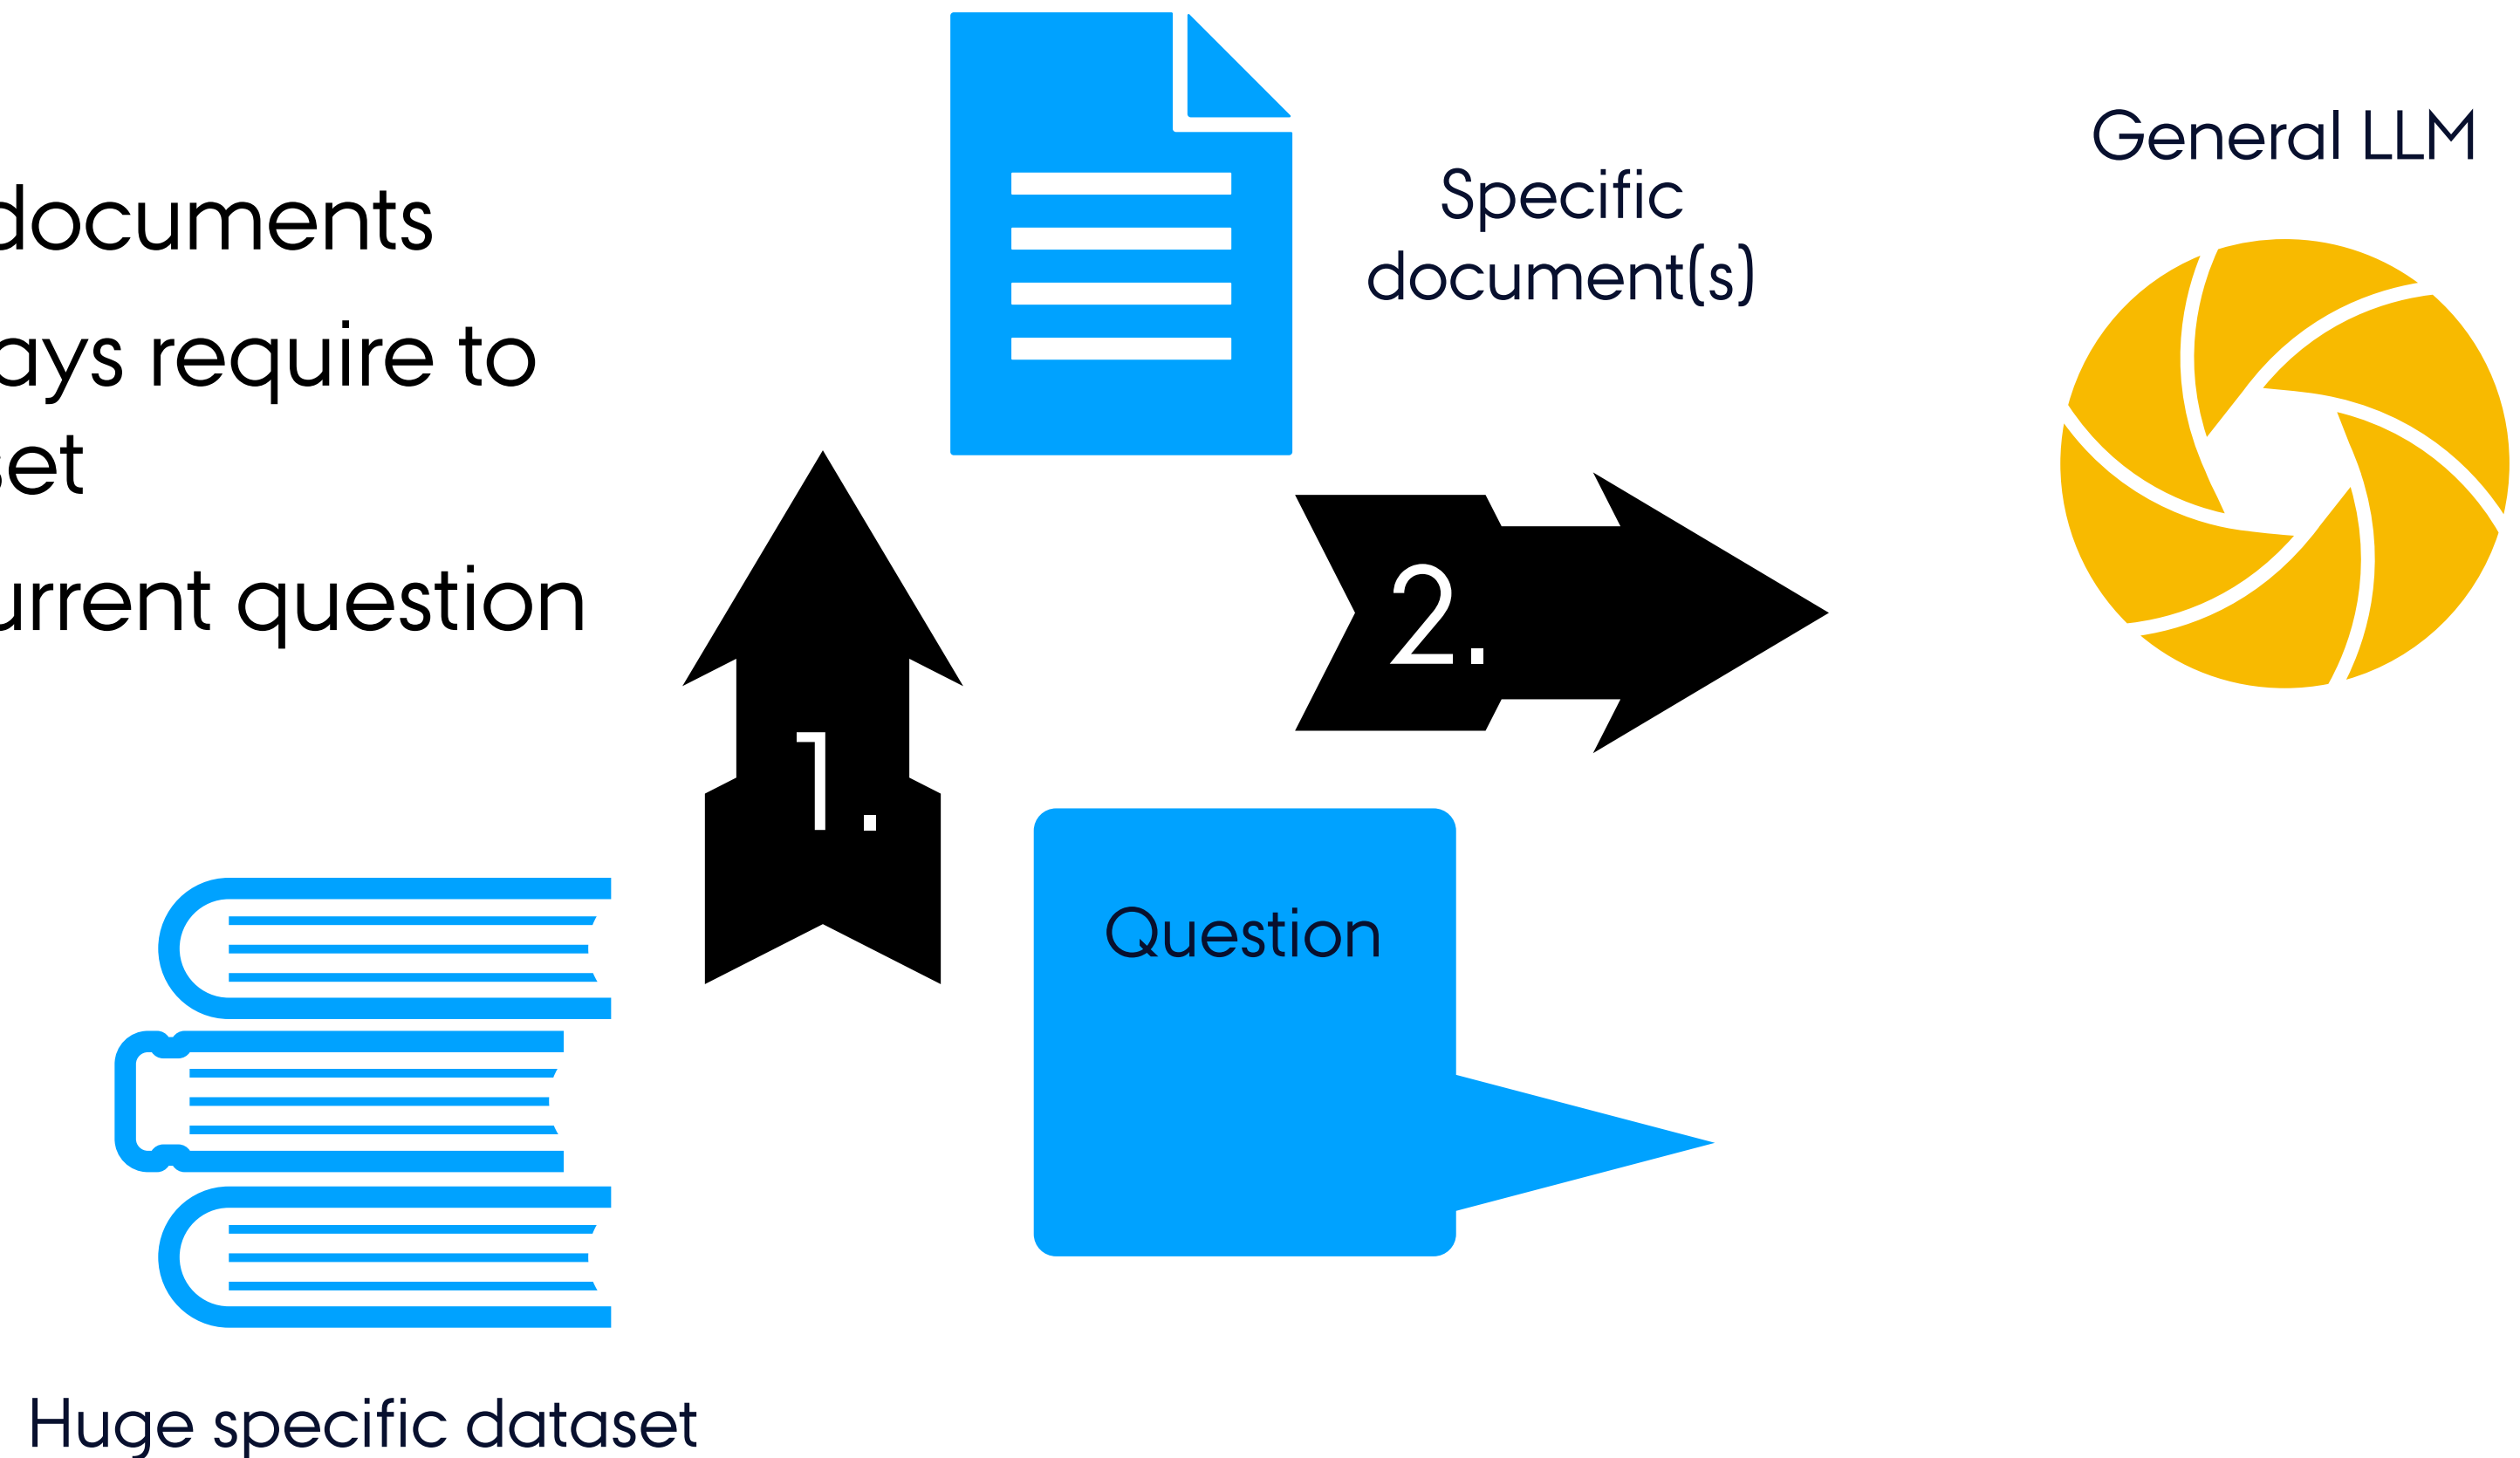 documents
ays require to
et
urrent question
Specific
document(s)
General LLM
1.
2.
Question
Huge specific dataset